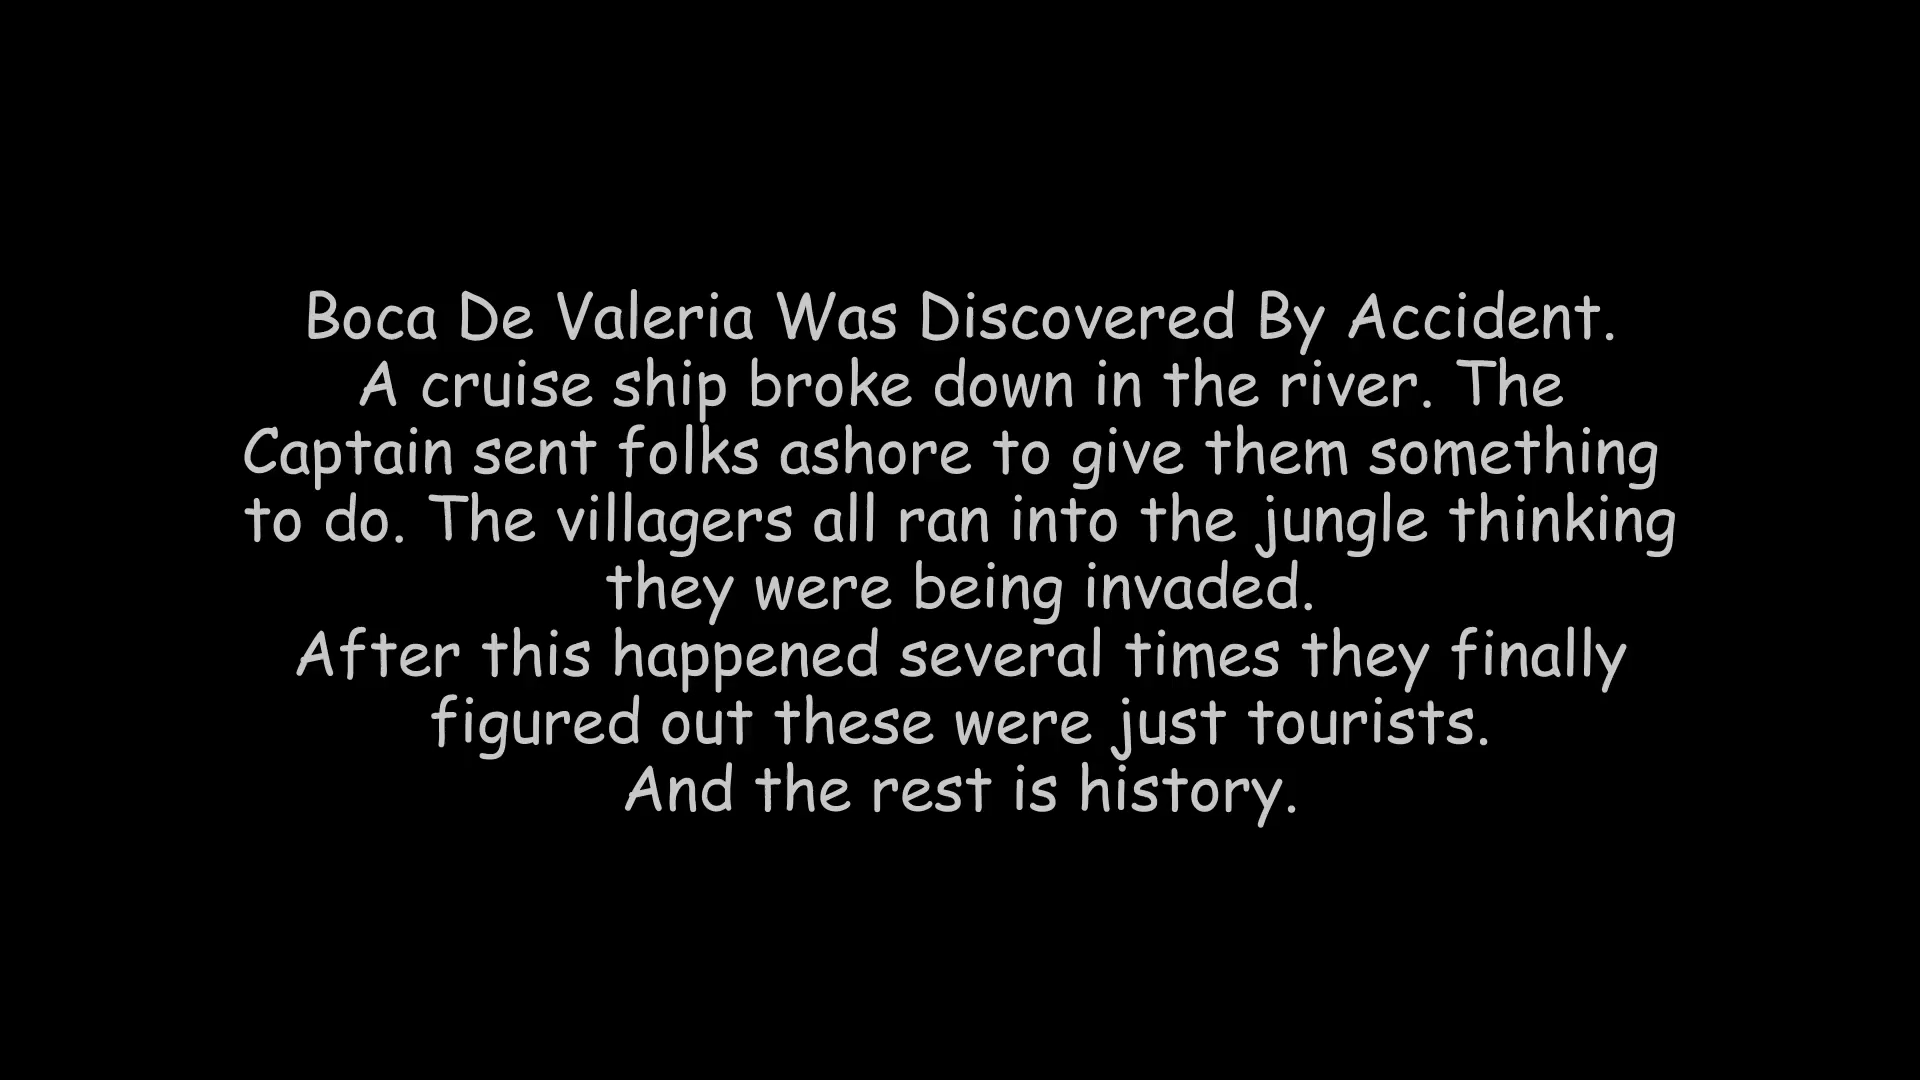 Boca De Valeria Was Discovered By Accident.
A cruise ship broke down in the river. The
Captain sent folks ashore to give them something
to do. The villagers all ran into the jungle thinking
they were being invaded.
After this happened several times they finally
figured out these were just tourists.
And the rest is history.